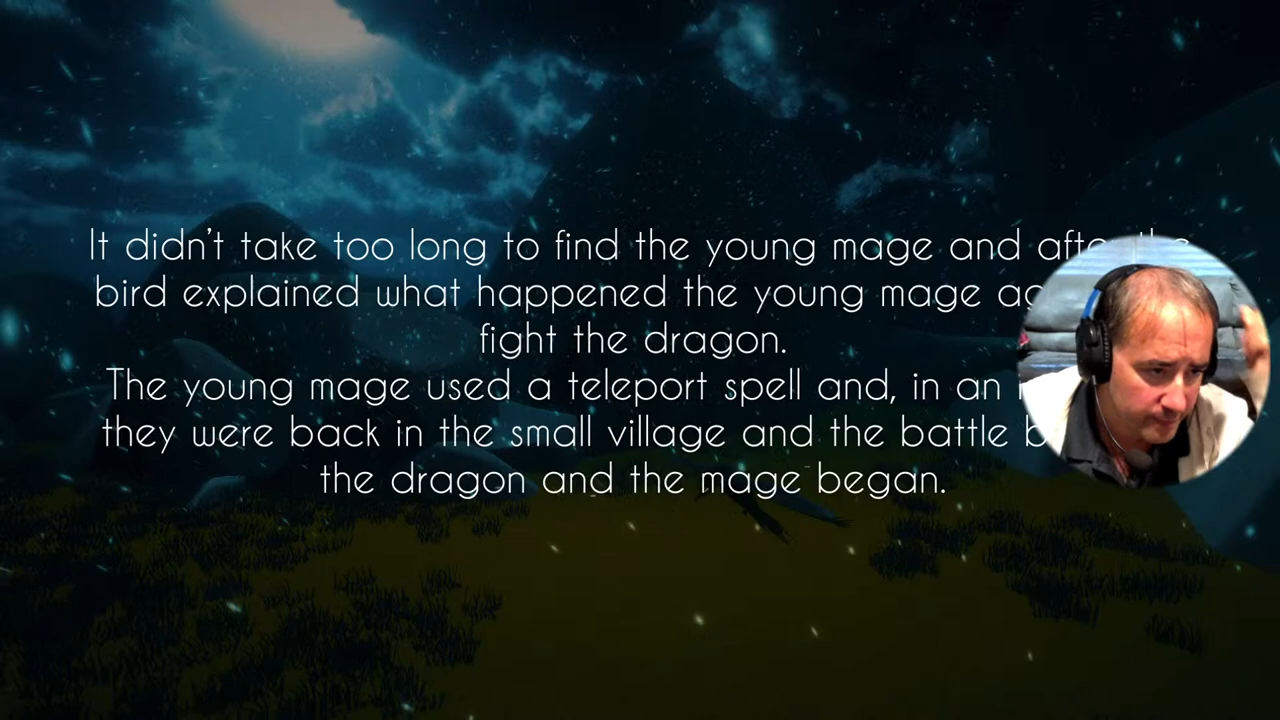 It didn't take too long to find the young mage and after the
bird explained what happened the young mage
fight the dragon.
The young mage used a teleport spell and, in an
they were back in the small village and the battle
the dragon and the mage began.